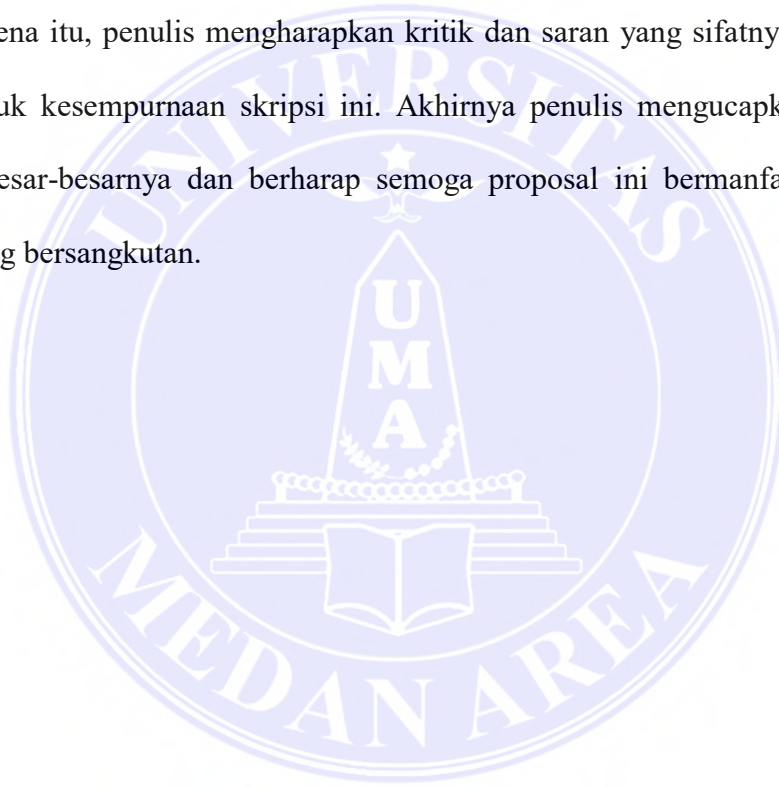 ena itu, penulis mengharapkan kritik dan saran yang sifatny
uk kesempurnaan skripsi ini. Akhirnya penulis mengucapk
esar-besarnya dan berharap semoga proposal ini bermanfa
g bersangkutan.
UNIVERSITAS
U
M
A
MEDAN AREA